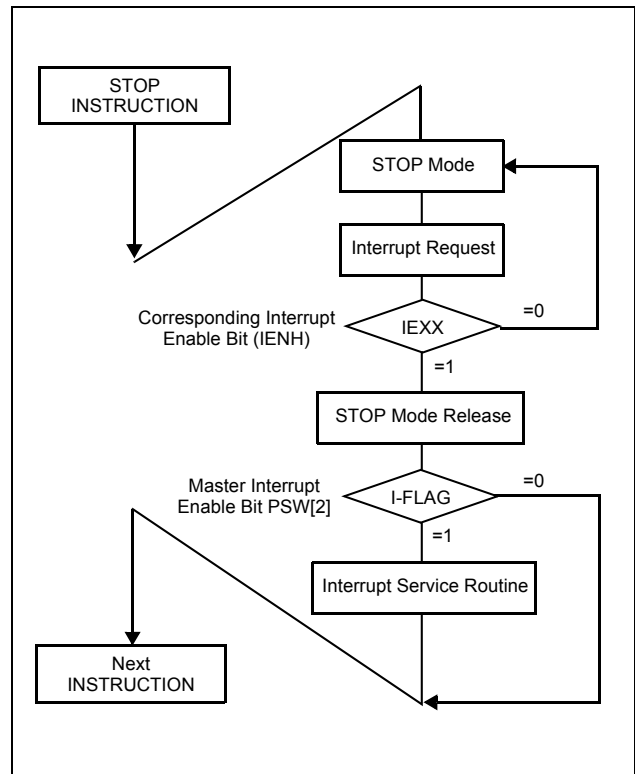 STOP
INSTRUCTION
STOP Mode
Interrupt Request
Corresponding Interrupt
Enable Bit (IENH)
IEXX
=0
=1
STOP Mode Release
Master Interrupt
Enable Bit PSW[2]
I-FLAG
=0
=1
Interrupt Service Routine
Next
INSTRUCTION